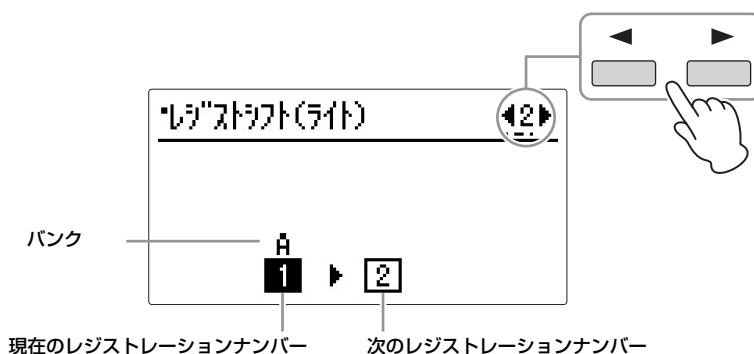 レジストシフト(ライト)
2
バンク
A
1
2
現在のレジストレーションナンバー
次のレジストレーションナンバー